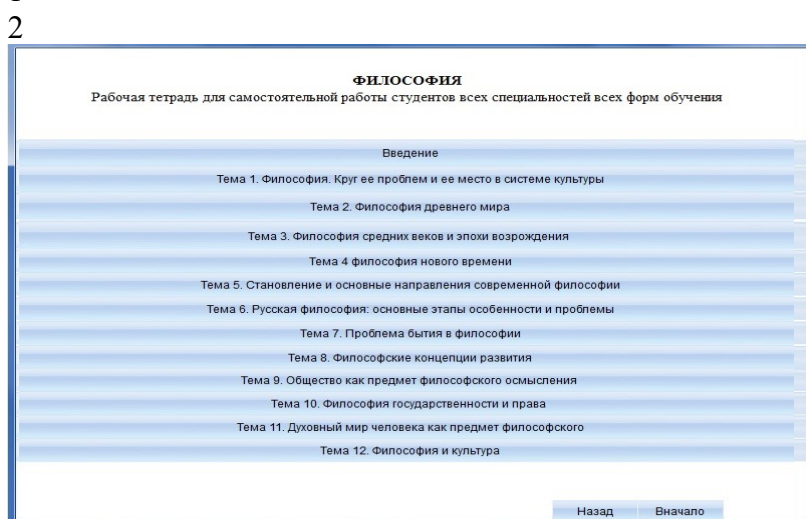 2
ФИЛОСОФИЯ
Рабочая тетрадь для самостоятельной работы студентов всех специальностей всех форм обучения
Введение
Тема 1. Философия. Круг ее проблем и ее место в системе культуры
Тема 2. Философия древнего мира
Тема 3. Философия средних веков и эпохи возрождения
Тема 4 философия нового времени
Тема 5. Становление и основные направления современной философии
Тема 6. Русская философия: основные этапы особенности и проблемы
Тема 7. Проблема бытия в философии
Тема 8. Философские концепции развития
Тема 9. Общество как предмет философского осмысления
Тема 10. Философия государственности и права
Тема 11. Духовный мир человека как предмет философского
Тема 12. Философия и культура
Назад Вначало